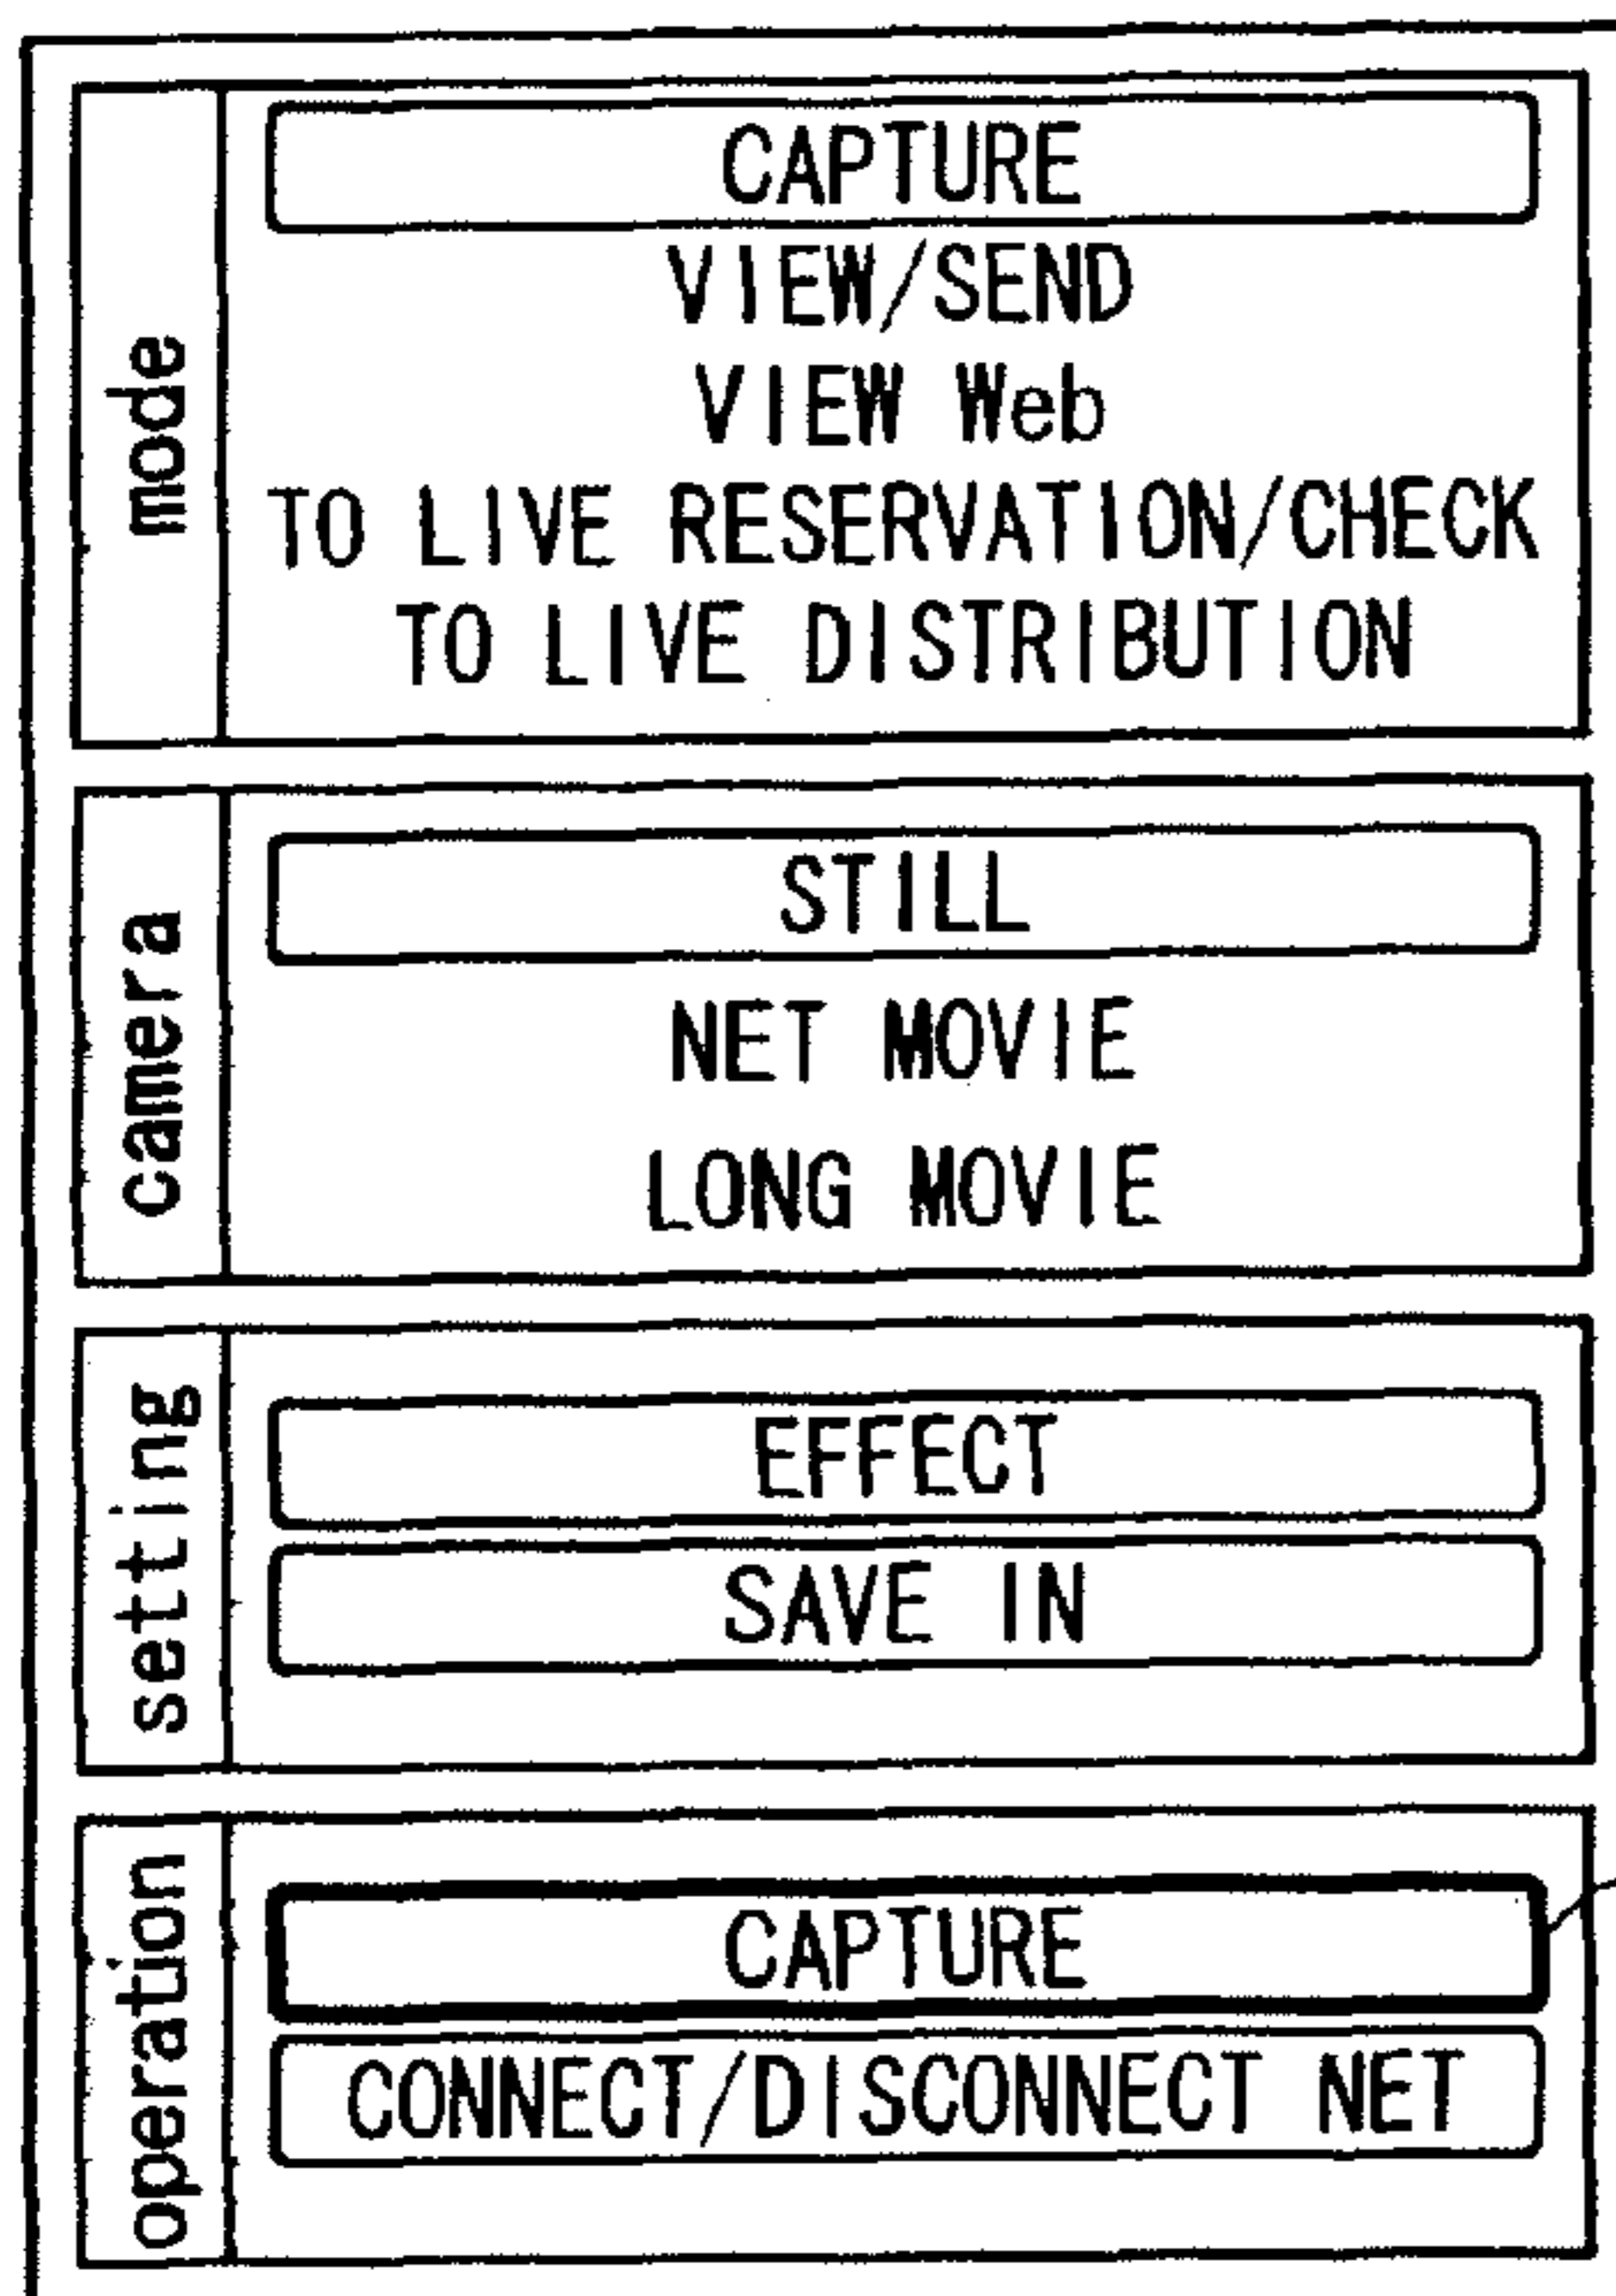 mode
CAPTURE
VIEW/SEND
VIEW Web
TO LIVE RESERVATION/CHECK
TO LIVE DISTRIBUTION
camera
STILL
NET MOVIE
LONG MOVIE
setting
EFFECT
SAVE IN
operation
CAPTURE
CONNECT/DISCONNECT NET